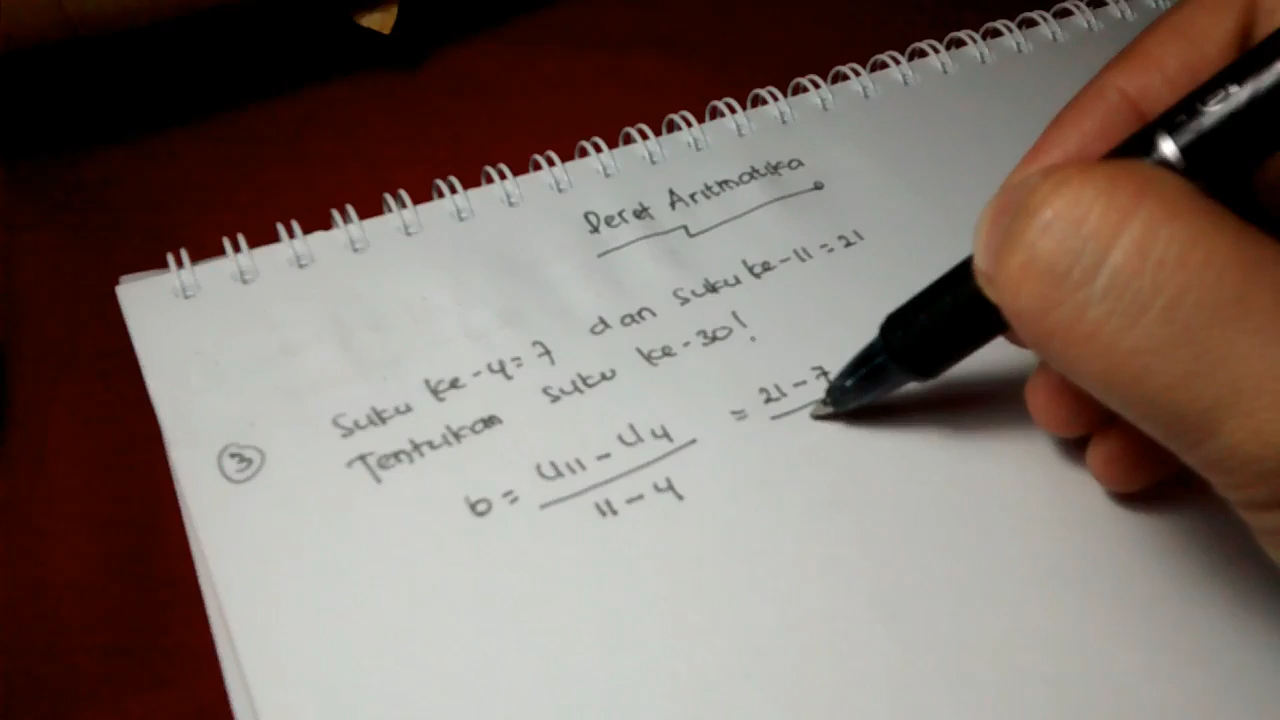 Deret Aritmatika
③ Suku ke-4=7 dan suku ke-11=21
Tentukan suku ke-30!
b = U11 - U4 / 11 - 4 = 21 - 7